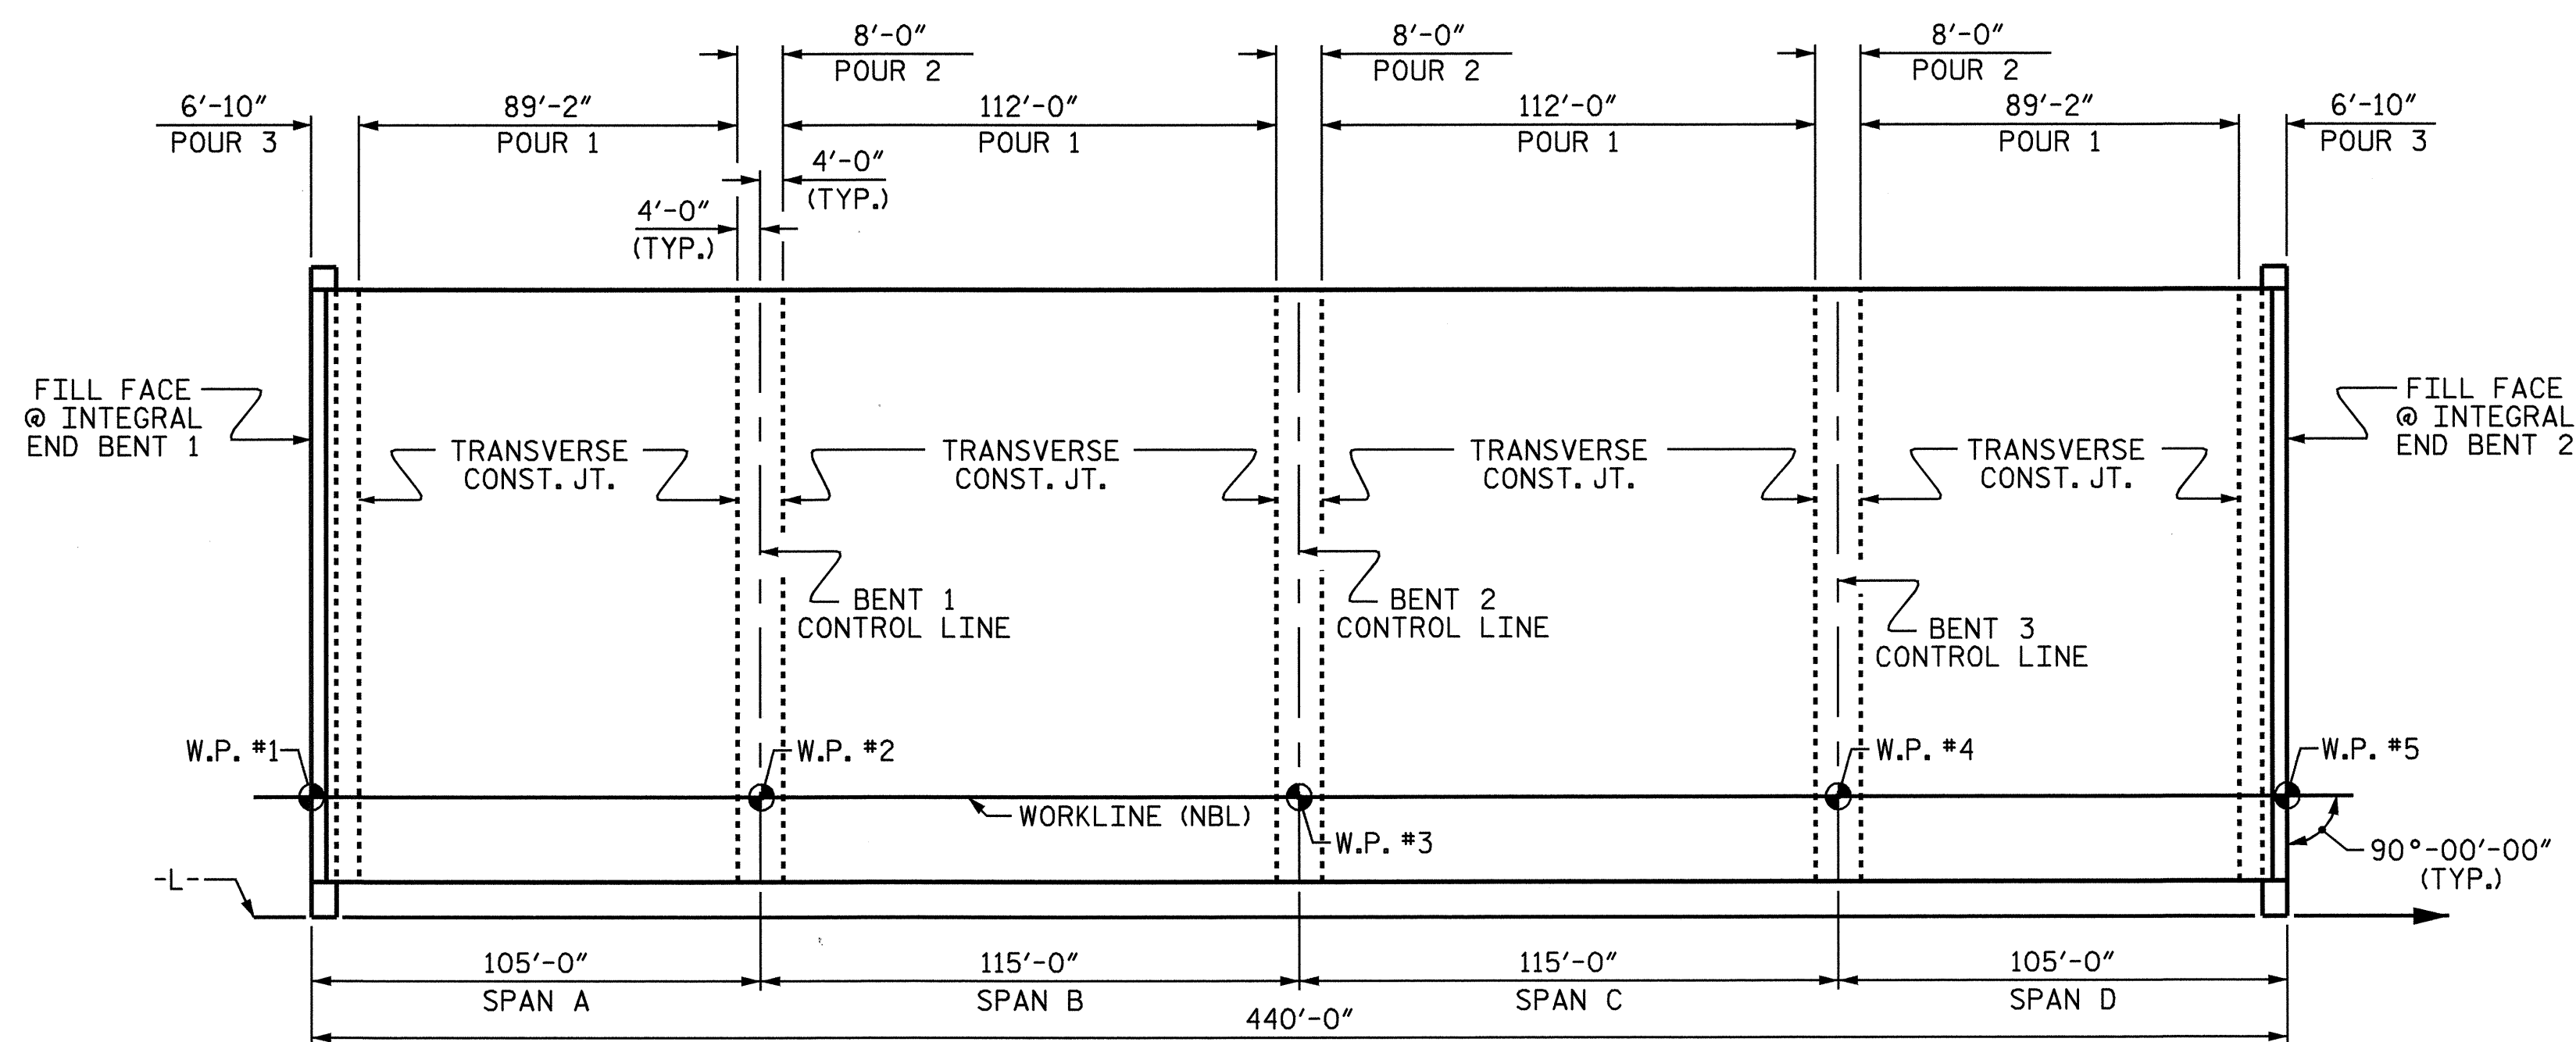 8'-0"
POUR 2
8'-0"
POUR 2
8'-0"
POUR 2
6'-10"
POUR 3
89'-2"
POUR 1
112'-0"
POUR 1
112'-0"
POUR 1
89'-2"
POUR 1
6'-10"
POUR 3
4'-0"
(TYP.)
4'-0"
(TYP.)
FILL FACE
@ INTEGRAL
END BENT 1
TRANSVERSE
CONST. JT.
TRANSVERSE
CONST. JT.
TRANSVERSE
CONST. JT.
TRANSVERSE
CONST. JT.
FILL FACE
@ INTEGRAL
END BENT 2
BENT 1
CONTROL LINE
BENT 2
CONTROL LINE
BENT 3
CONTROL LINE
W.P. #1
W.P. #2
W.P. #4
W.P. #5
WORKLINE (NBL)
W.P. #3
90°-00'-00"
(TYP.)
-L-
105'-0"
SPAN A
115'-0"
SPAN B
115'-0"
SPAN C
105'-0"
SPAN D
440'-0"